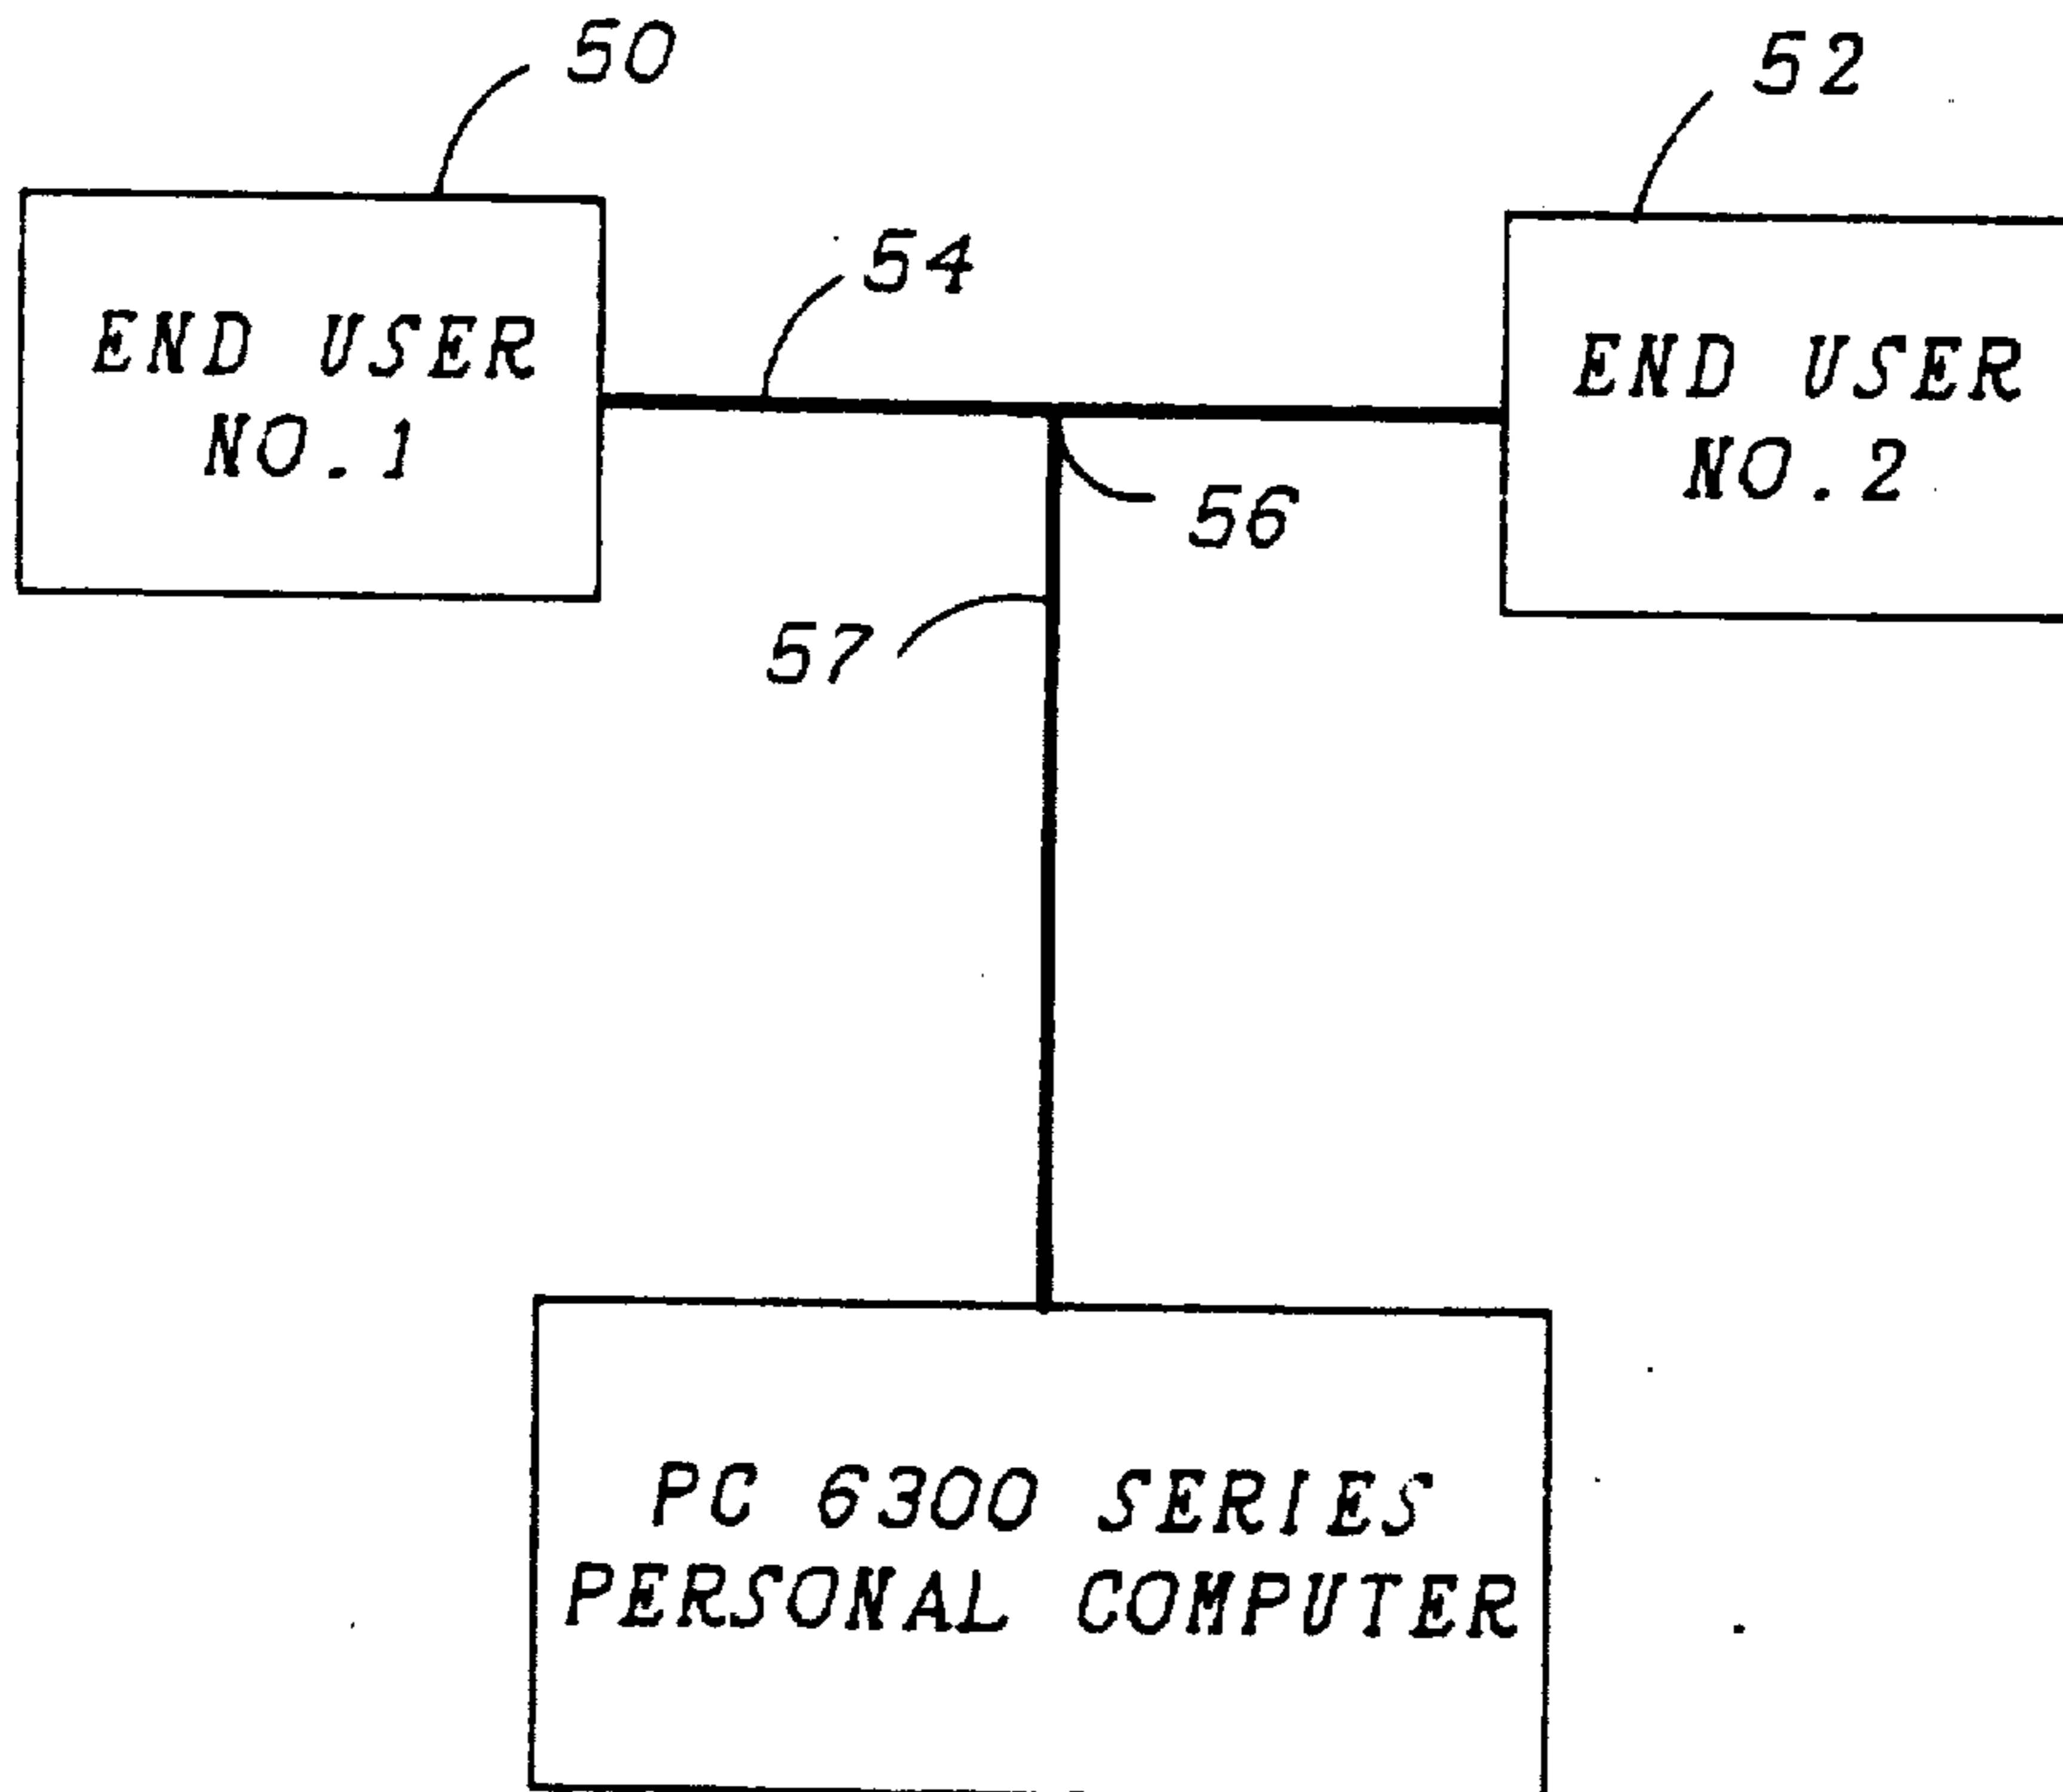 50
52
54
END USER
NO.1
END USER
NO.2
56
57
PC 6300 SERIES
PERSONAL COMPUTER